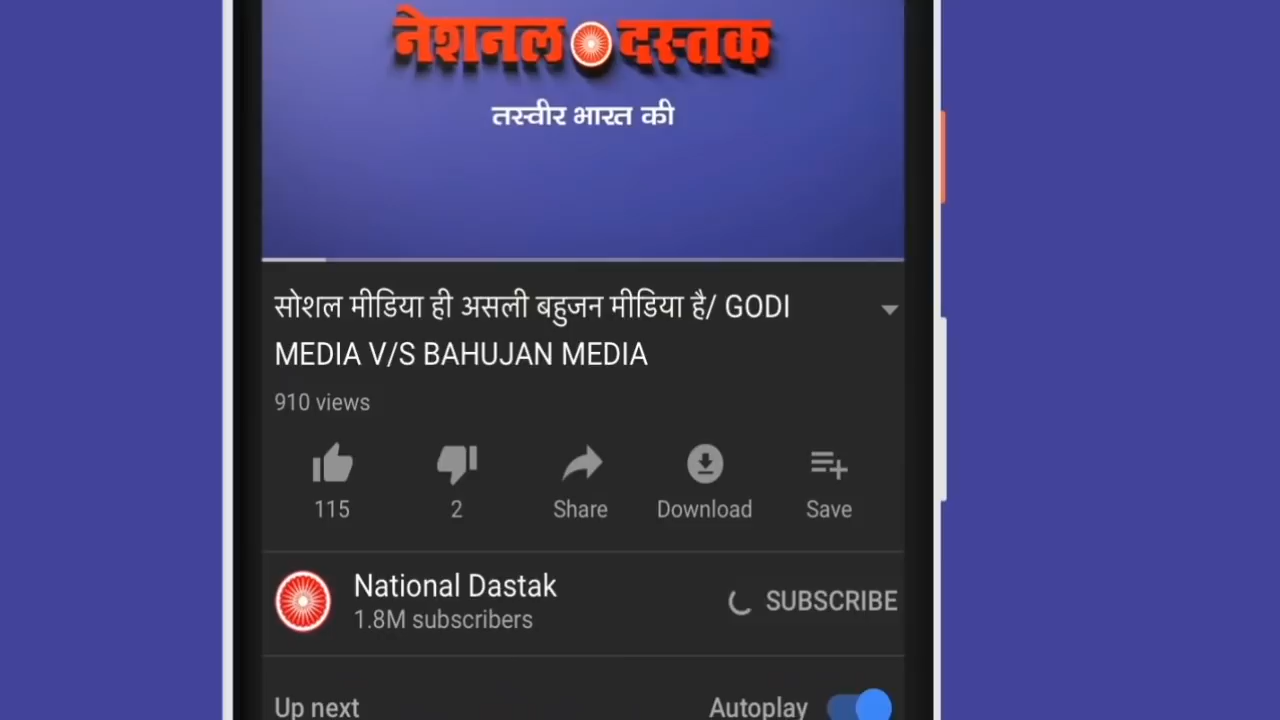 नेशनल दस्तक
तस्वीर भारत की
सोशल मीडिया ही असली बहुजन मीडिया है/ GODI
MEDIA V/S BAHUJAN MEDIA
910 views
115 2 Share Download Save
National Dastak
1.8M subscribers
SUBSCRIBE
Up next Autoplay